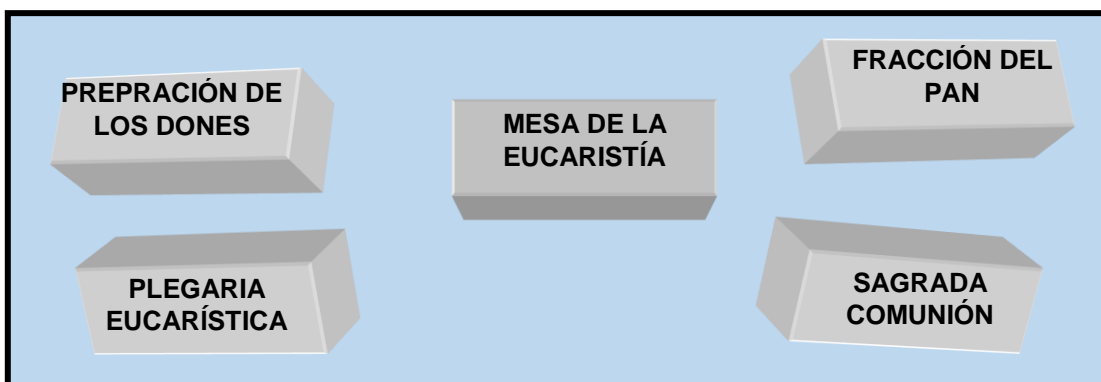 PREPRACIÓN DE
LOS DONES
PLEGARIA
EUCARÍSTICA
MESA DE LA
EUCARISTÍA
FRACCIÓN DEL
PAN
SAGRADA
COMUNIÓN